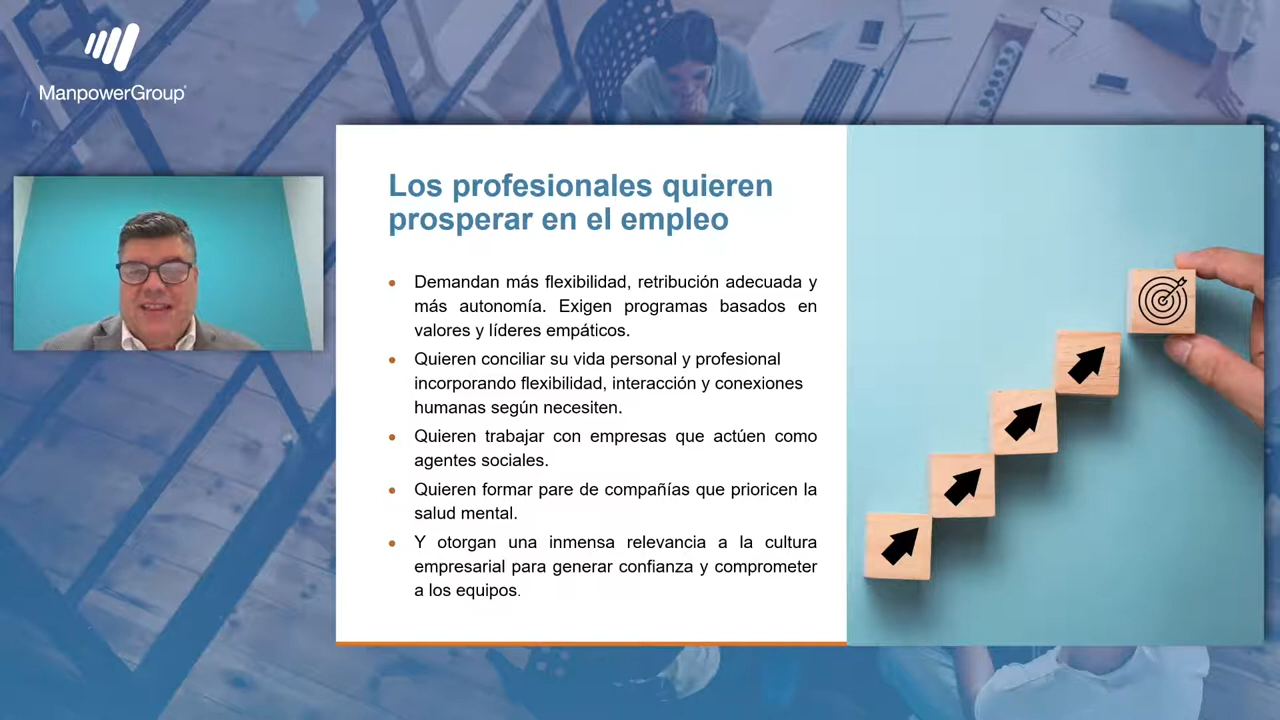 ManpowerGroup
Los profesionales quieren
prosperar en el empleo
• Demandan más flexibilidad, retribución adecuada y
más autonomía. Exigen programas basados en
valores y líderes empáticos.
• Quieren conciliar su vida personal y profesional
incorporando flexibilidad, interacción y conexiones
humanas según necesiten.
• Quieren trabajar con empresas que actúen como
agentes sociales.
• Quieren formar pare de compañías que prioricen la
salud mental.
• Y otorgan una inmensa relevancia a la cultura
empresarial para generar confianza y comprometer
a los equipos.